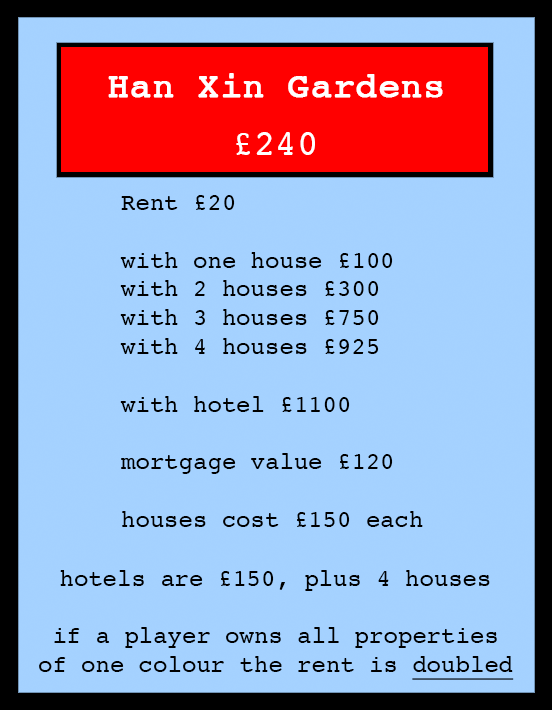 Han Xin Gardens
£240
Rent £20
with one house £100
with 2 houses £300
with 3 houses £750
with 4 houses £925
with hotel £1100
mortgage value £120
houses cost £150 each
hotels are £150, plus 4 houses
if a player owns all properties
of one colour the rent is doubled